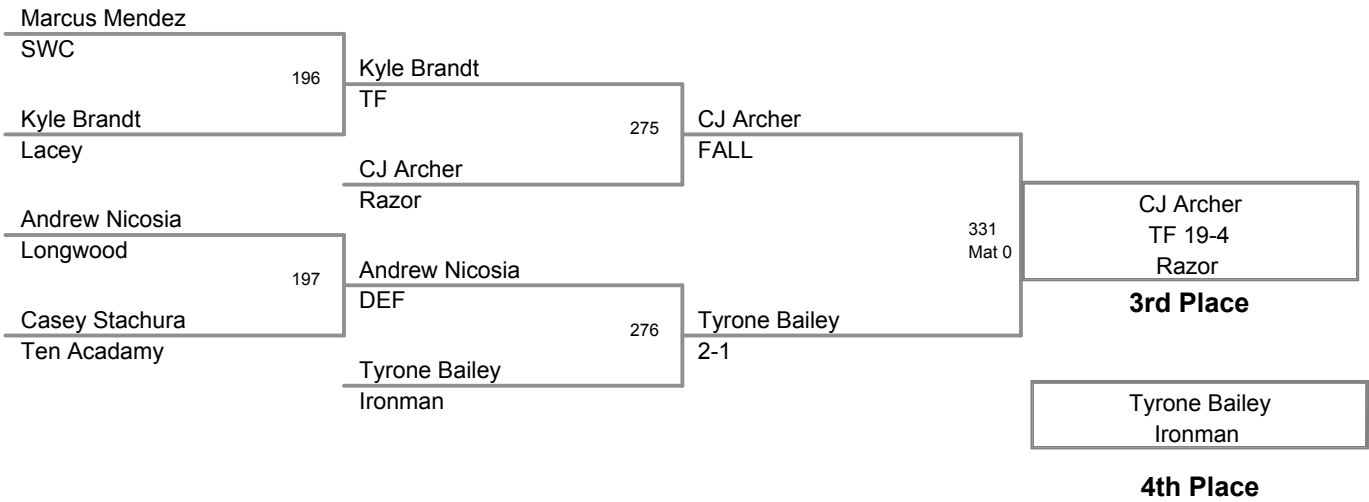 Marcus Mendez
SWC
196
Kyle Brandt
Lacey
Kyle Brandt
TF
275
CJ Archer
Razor
CJ Archer
FALL
Andrew Nicosia
Longwood
197
Casey Stachura
Ten Acadamy
Andrew Nicosia
DEF
276
Tyrone Bailey
Ironman
Tyrone Bailey
2-1
331
Mat 0
CJ Archer
TF 19-4
Razor
3rd Place
Tyrone Bailey
Ironman
4th Place